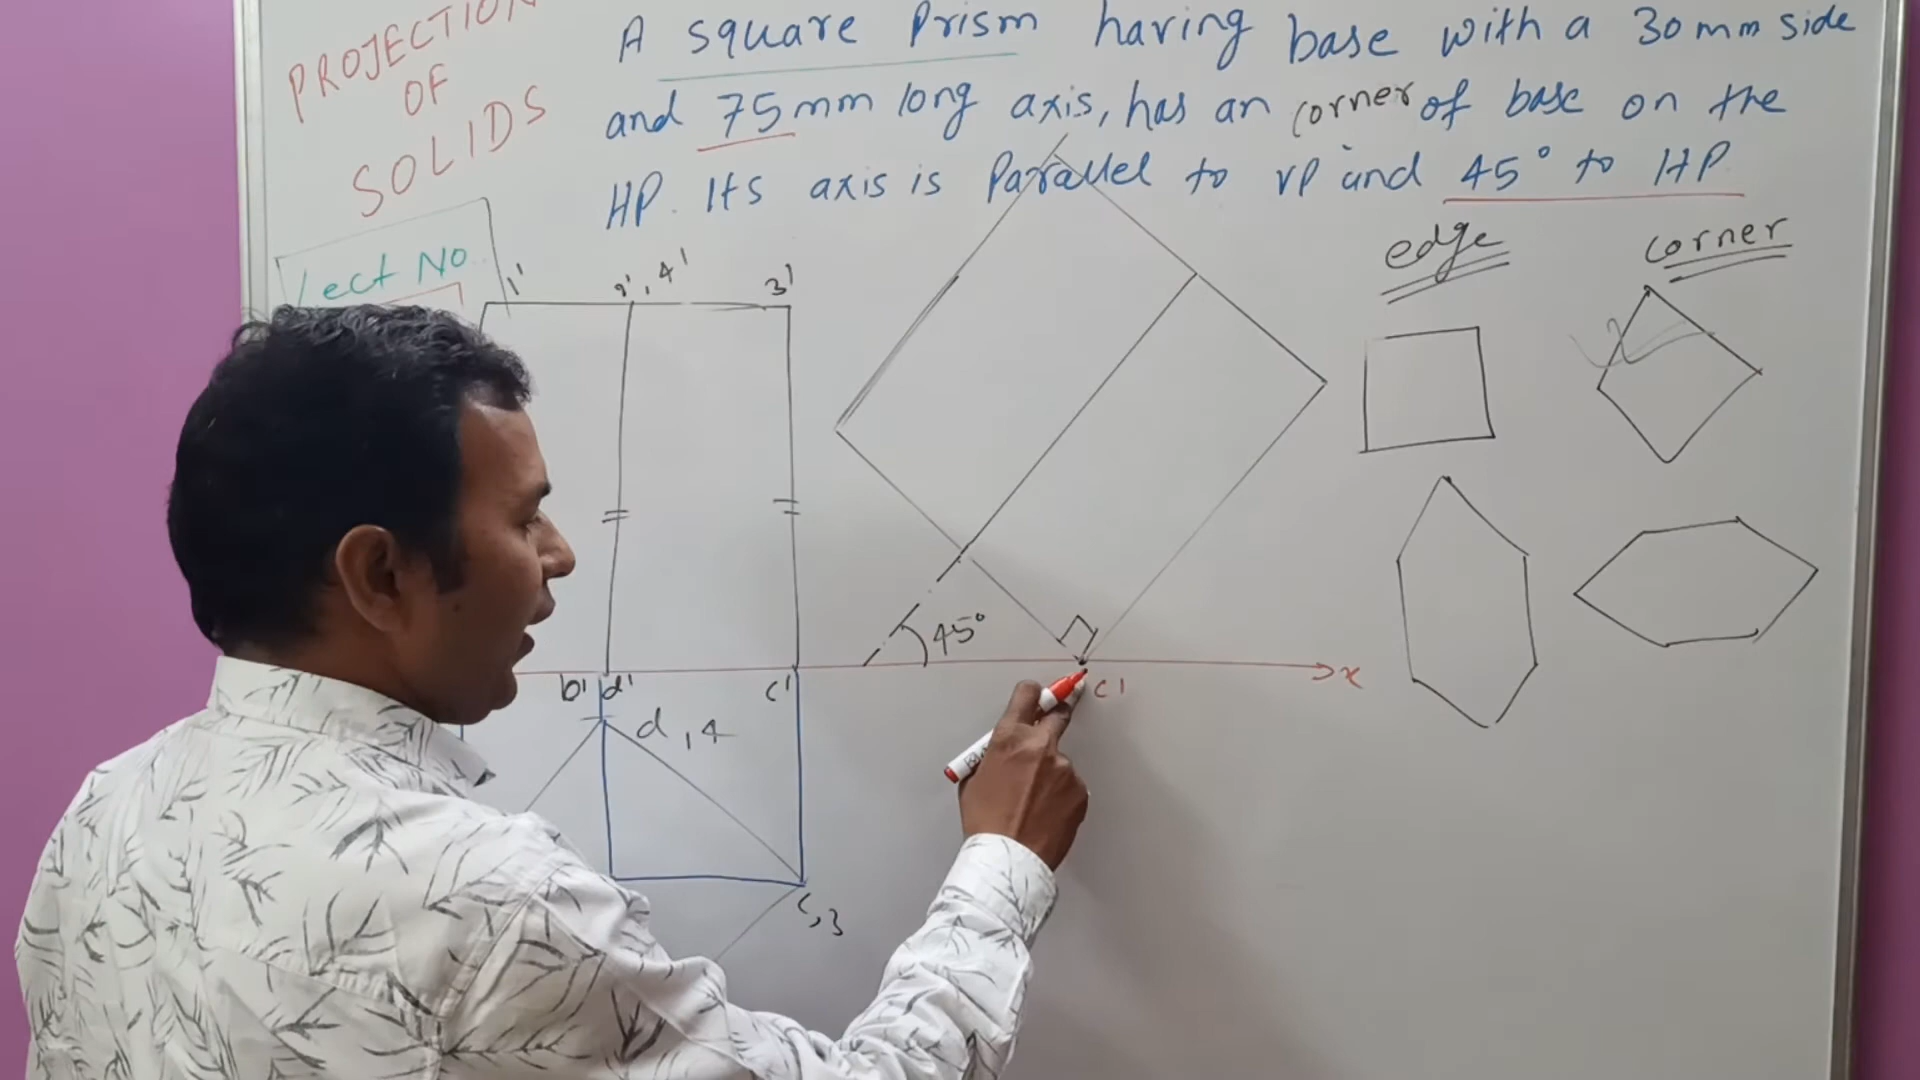 PROJECTION
OF
SOLIDS
Lect No
A square Prism having base with a 30mm side
and 75mm long axis, has an corner of base on the
HP. Its axis is Parallel to VP and 45° to HP.
edge
corner
1'
2', 4'
3'
45°
b' d'
c'
c'
x
d, 4
c, 3